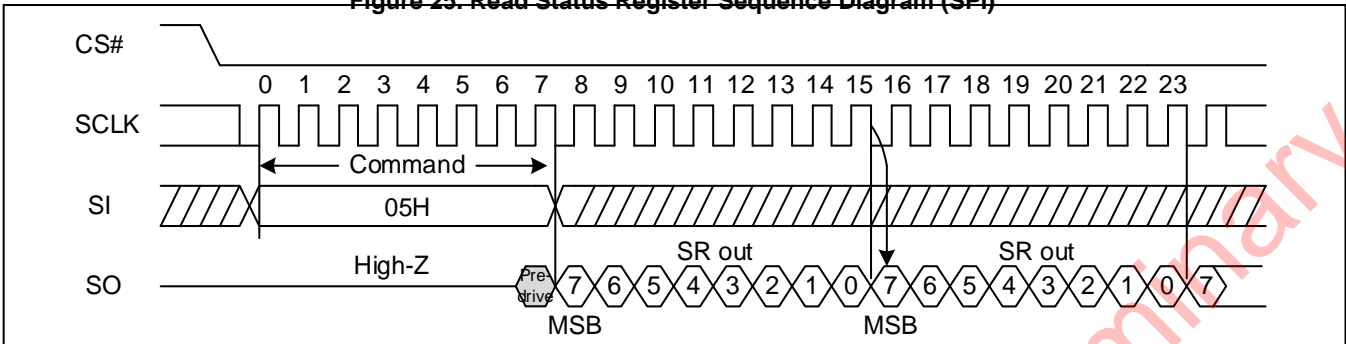 Figure 25. Read Status Register Sequence Diagram (SPI)
CS#
0 1 2 3 4 5 6 7 8 9 10 11 12 13 14 15 16 17 18 19 20 21 22 23
SCLK
Command
SI
05H
High-Z
SR out
SR out
SO
Pre-
drive
7 6 5 4 3 2 1 0 7 6 5 4 3 2 1 0 7
MSB
MSB
minary